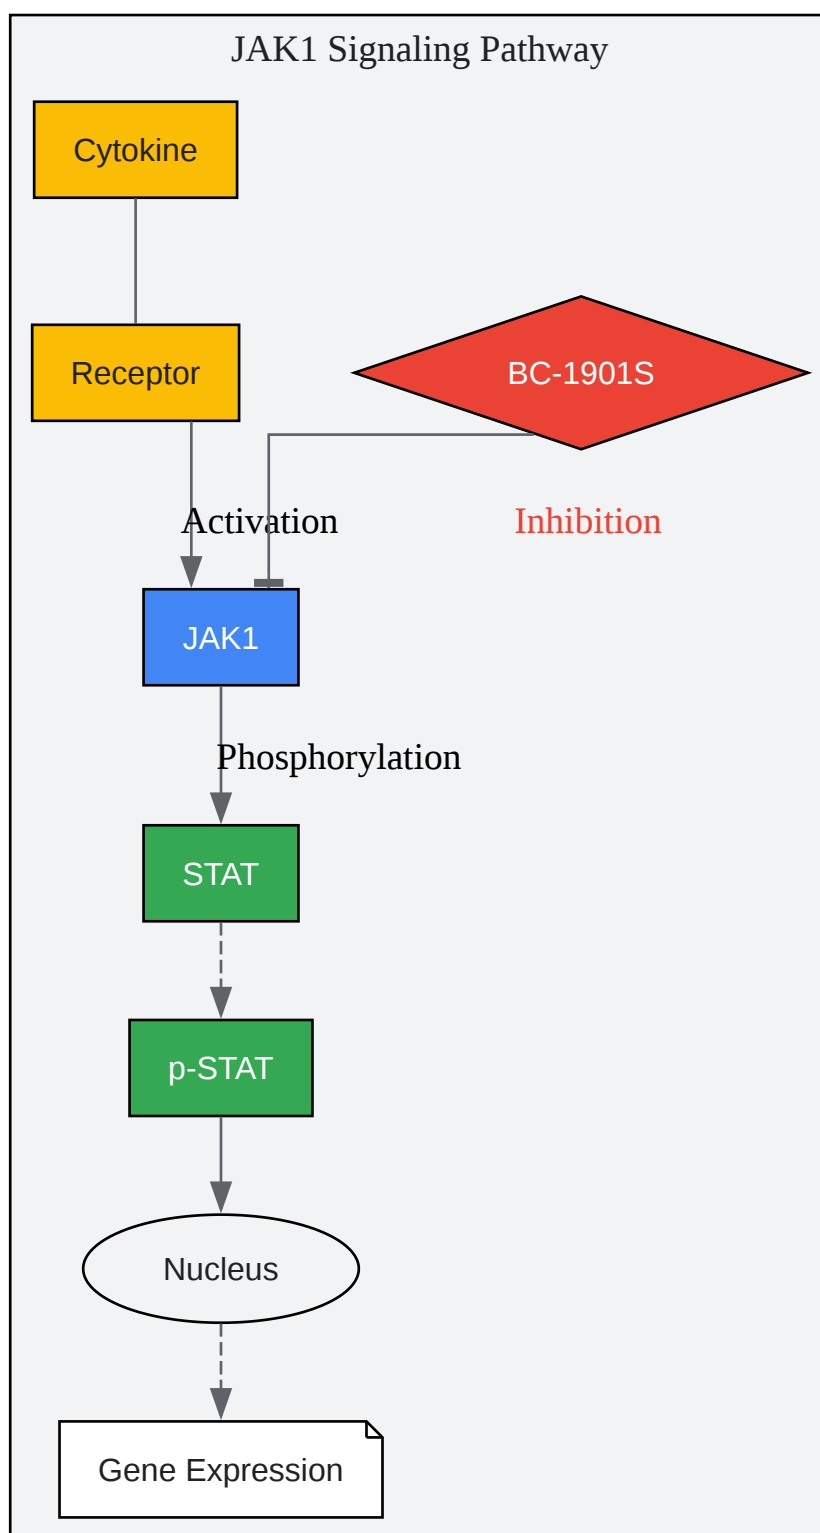 JAK1 Signaling Pathway
Cytokine
Receptor
BC-1901S
Activation
Inhibition
JAK1
Phosphorylation
STAT
p-STAT
Nucleus
Gene Expression